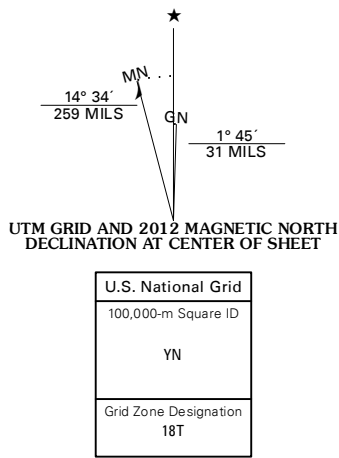 ★
MN
14° 34´
259 MILS
GN
1° 45´
31 MILS
UTM GRID AND 2012 MAGNETIC NORTH
DECLINATION AT CENTER OF SHEET
U.S. National Grid
100,000-m Square ID
YN
Grid Zone Designation
18T